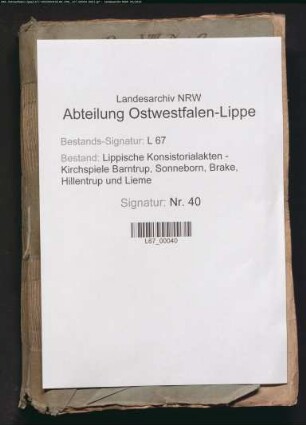 Landesarchiv NRW
Abteilung Ostwestfalen-Lippe
Bestands-Signatur: L 67
Bestand: Lippische Konsistorialakten -
Kirchspiele Barntrup, Sonneborn, Brake,
Hillentrup und Lieme
Signatur: Nr. 40
L67_00040